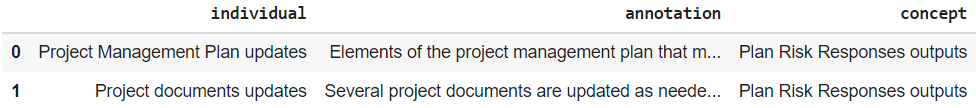 individual annotation concept
0 Project Management Plan updates Elements of the project management plan that m... Plan Risk Responses outputs
1 Project documents updates Several project documents are updated as neede... Plan Risk Responses outputs